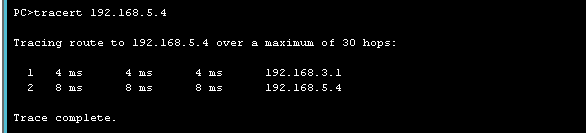 PC>tracert 192.168.5.4
Tracing route to 192.168.5.4 over a maximum of 30 hops:
1 4 ms 4 ms 4 ms 192.168.3.1
2 8 ms 8 ms 8 ms 192.168.5.4
Trace complete.